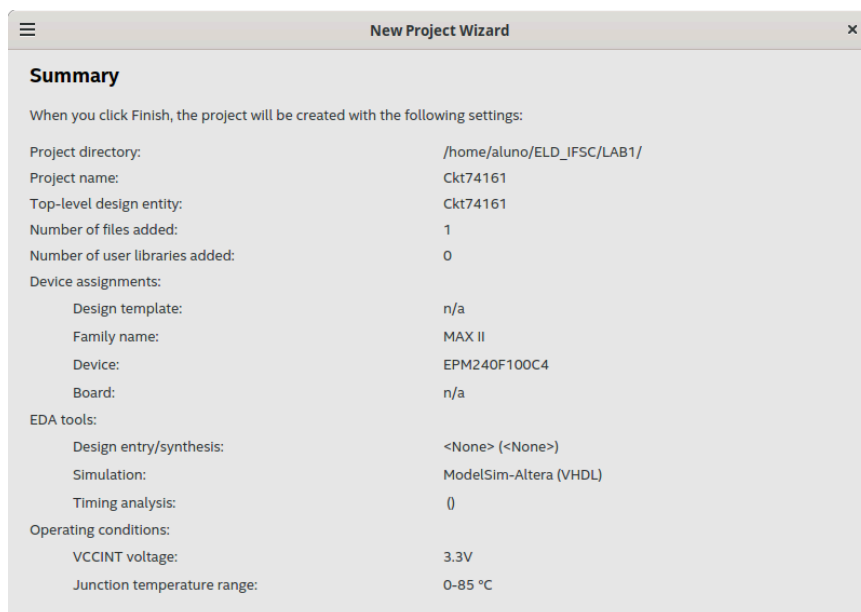 New Project Wizard
Summary
When you click Finish, the project will be created with the following settings:
Project directory: /home/aluno/ELD_IFSC/LAB1/
Project name: Ckt74161
Top-level design entity: Ckt74161
Number of files added: 1
Number of user libraries added: 0
Device assignments:
Design template: n/a
Family name: MAX II
Device: EPM240F100C4
Board: n/a
EDA tools:
Design entry/synthesis: <None> (<None>)
Simulation: ModelSim-Altera (VHDL)
Timing analysis: ()
Operating conditions:
VCCINT voltage: 3.3V
Junction temperature range: 0-85 °C